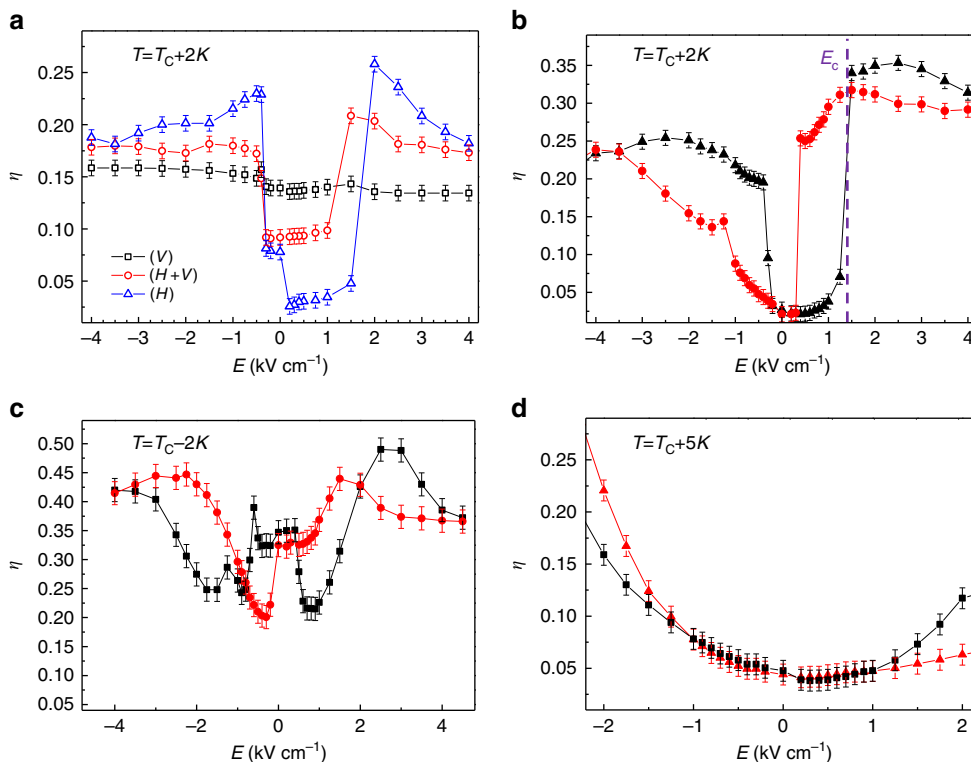 a
T=TC+2K
0.25
0.20
0.15
0.10
0.05
η
(V)
(H+V)
(H)
−4 −3 −2 −1 0 1 2 3 4
E (kV cm−1)
b
T=TC+2K
Ec
0.35
0.30
0.25
0.20
0.15
0.10
0.05
η
−4 −3 −2 −1 0 1 2 3 4
E (kV cm−1)
c
T=TC−2K
0.50
0.45
0.40
0.35
0.30
0.25
0.20
0.15
0.10
0.05
η
−4 −2 0 2 4
E (kV cm−1)
d
T=TC+5K
0.25
0.20
0.15
0.10
0.05
η
−2 −1 0 1 2
E (kV cm−1)